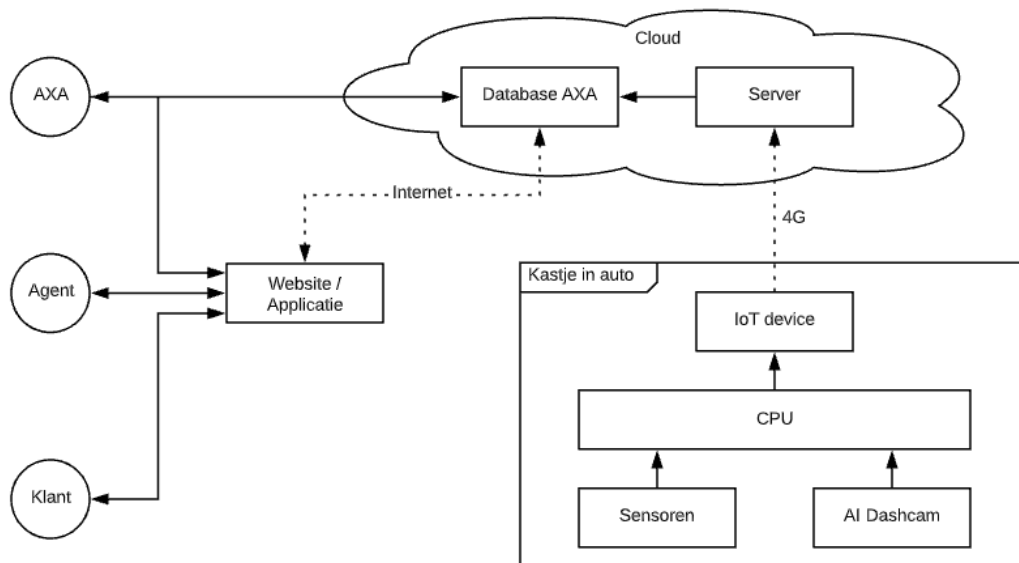 Cloud
AXA
Database AXA
Server
Internet
4G
Agent
Website /
Applicatie
Kastje in auto
IoT device
CPU
Klant
Sensoren
AI Dashcam